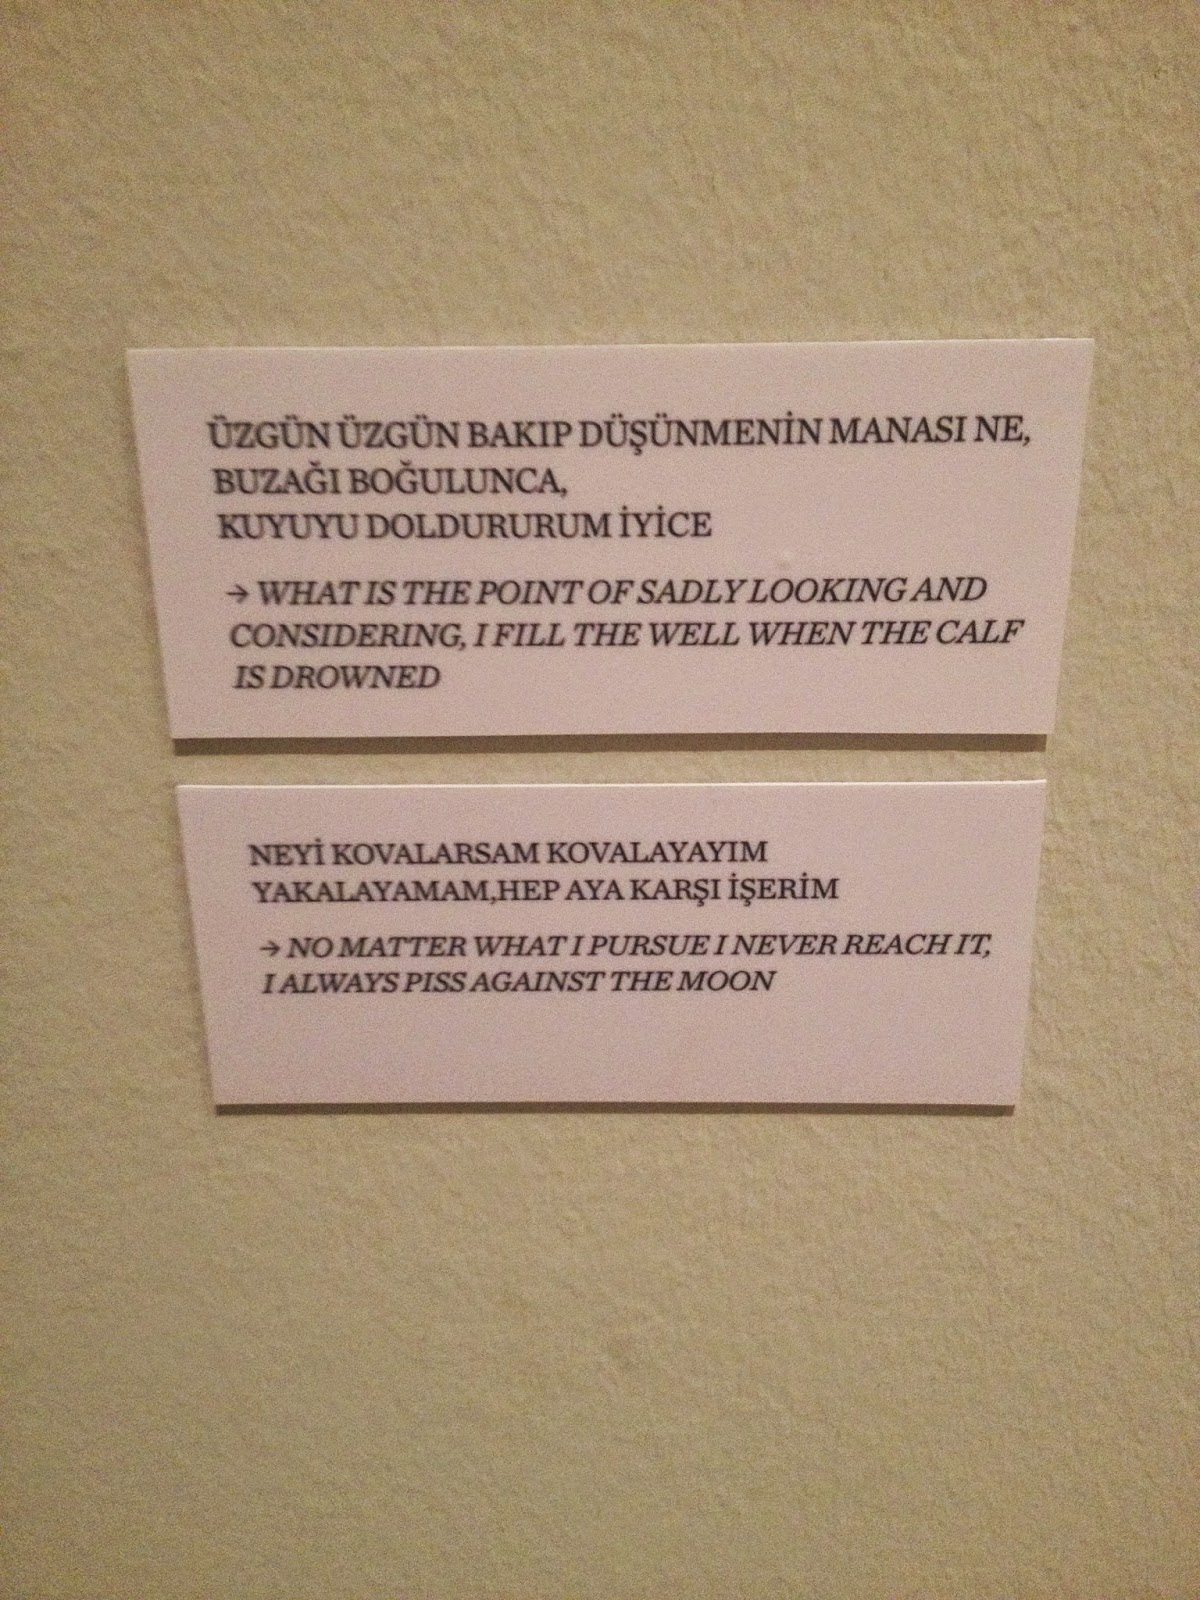 ÜZGÜN ÜZGÜN BAKIP DÜŞÜNMENİN MANASI NE,
BUZAĞI BOĞULUNCA,
KUYUYU DOLDURURUM İYİCE
→ WHAT IS THE POINT OF SADLY LOOKING AND
CONSIDERING, I FILL THE WELL WHEN THE CALF
IS DROWNED
NEYİ KOVALARSAM KOVALAYAYIM
YAKALAYAMAM,HEP AYA KARŞI İŞERİM
→ NO MATTER WHAT I PURSUE I NEVER REACH IT,
I ALWAYS PISS AGAINST THE MOON